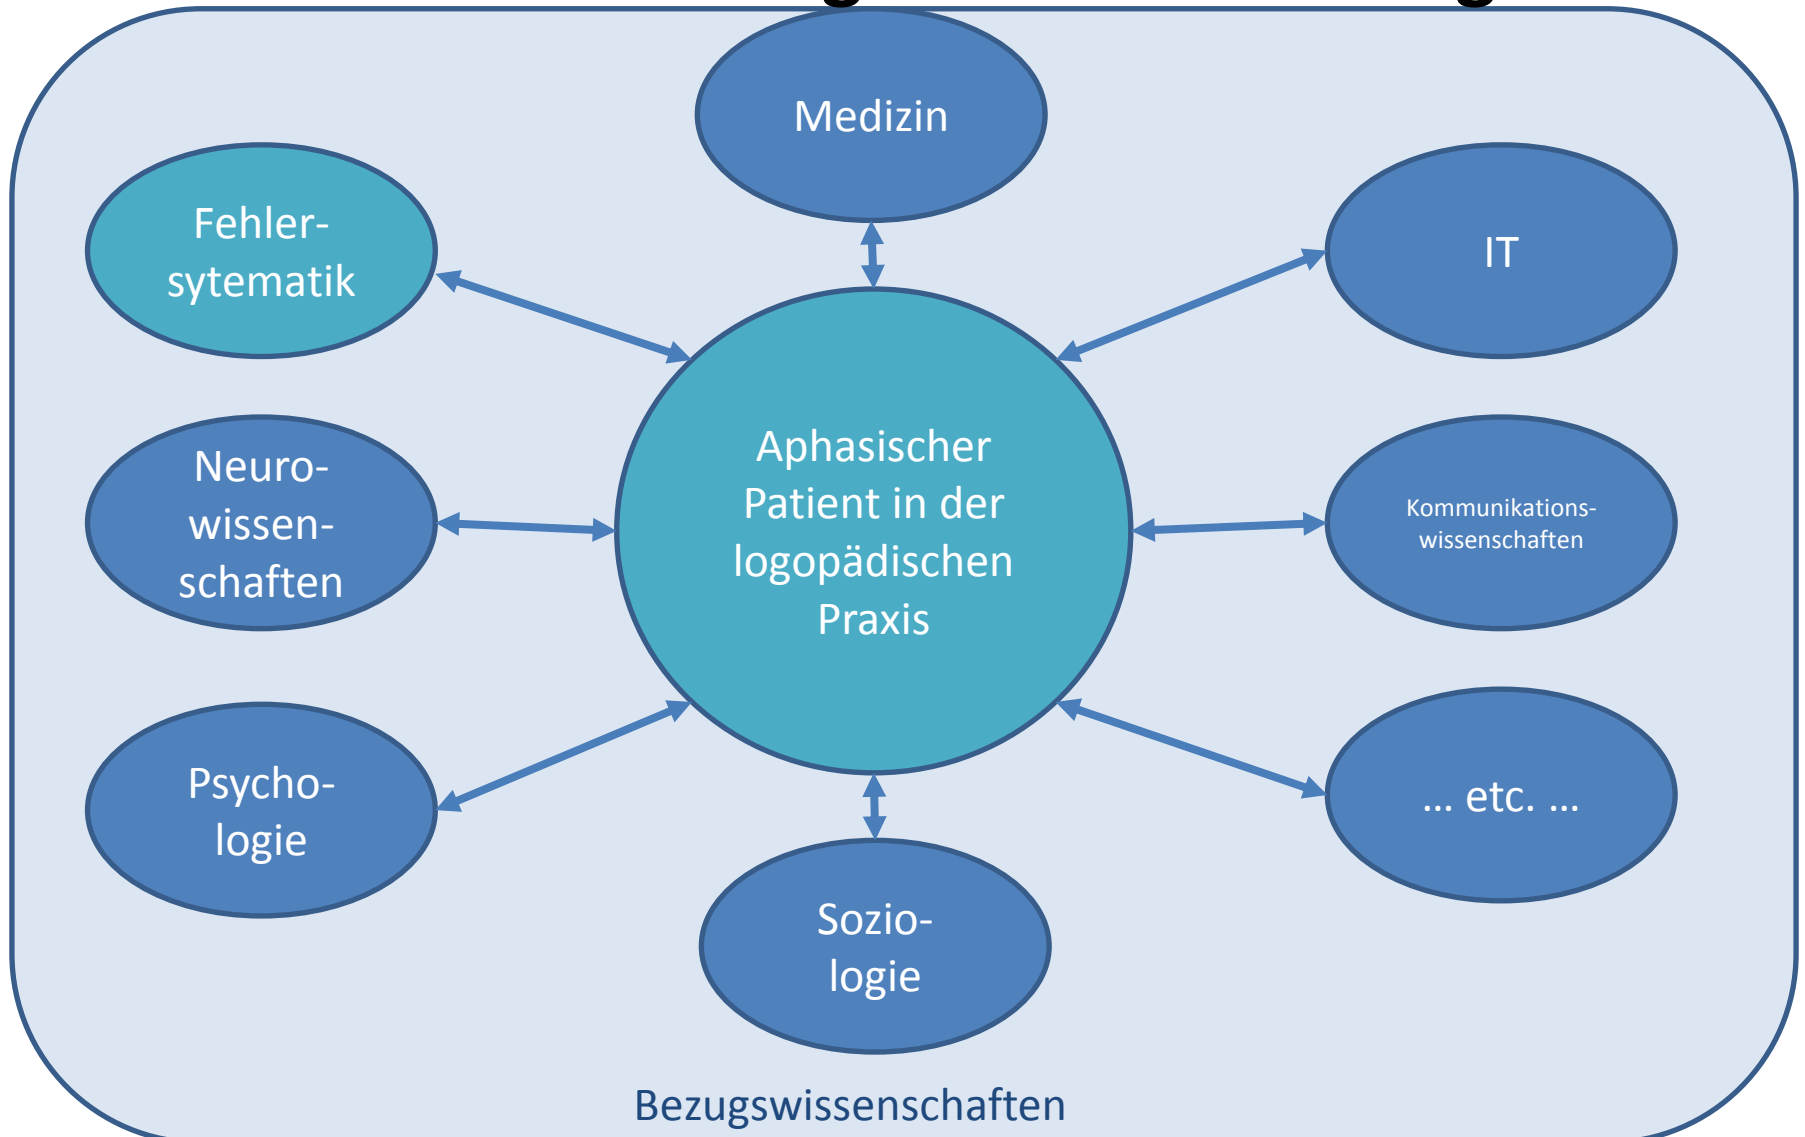 Medizin
Fehler-
sytematik
IT
Neuro-
wissen-
schaften
Aphasischer
Patient in der
logopädischen
Praxis
Kommunikations-
wissenschaften
Psycho-
logie
... etc. ...
Sozio-
logie
Bezugswissenschaften